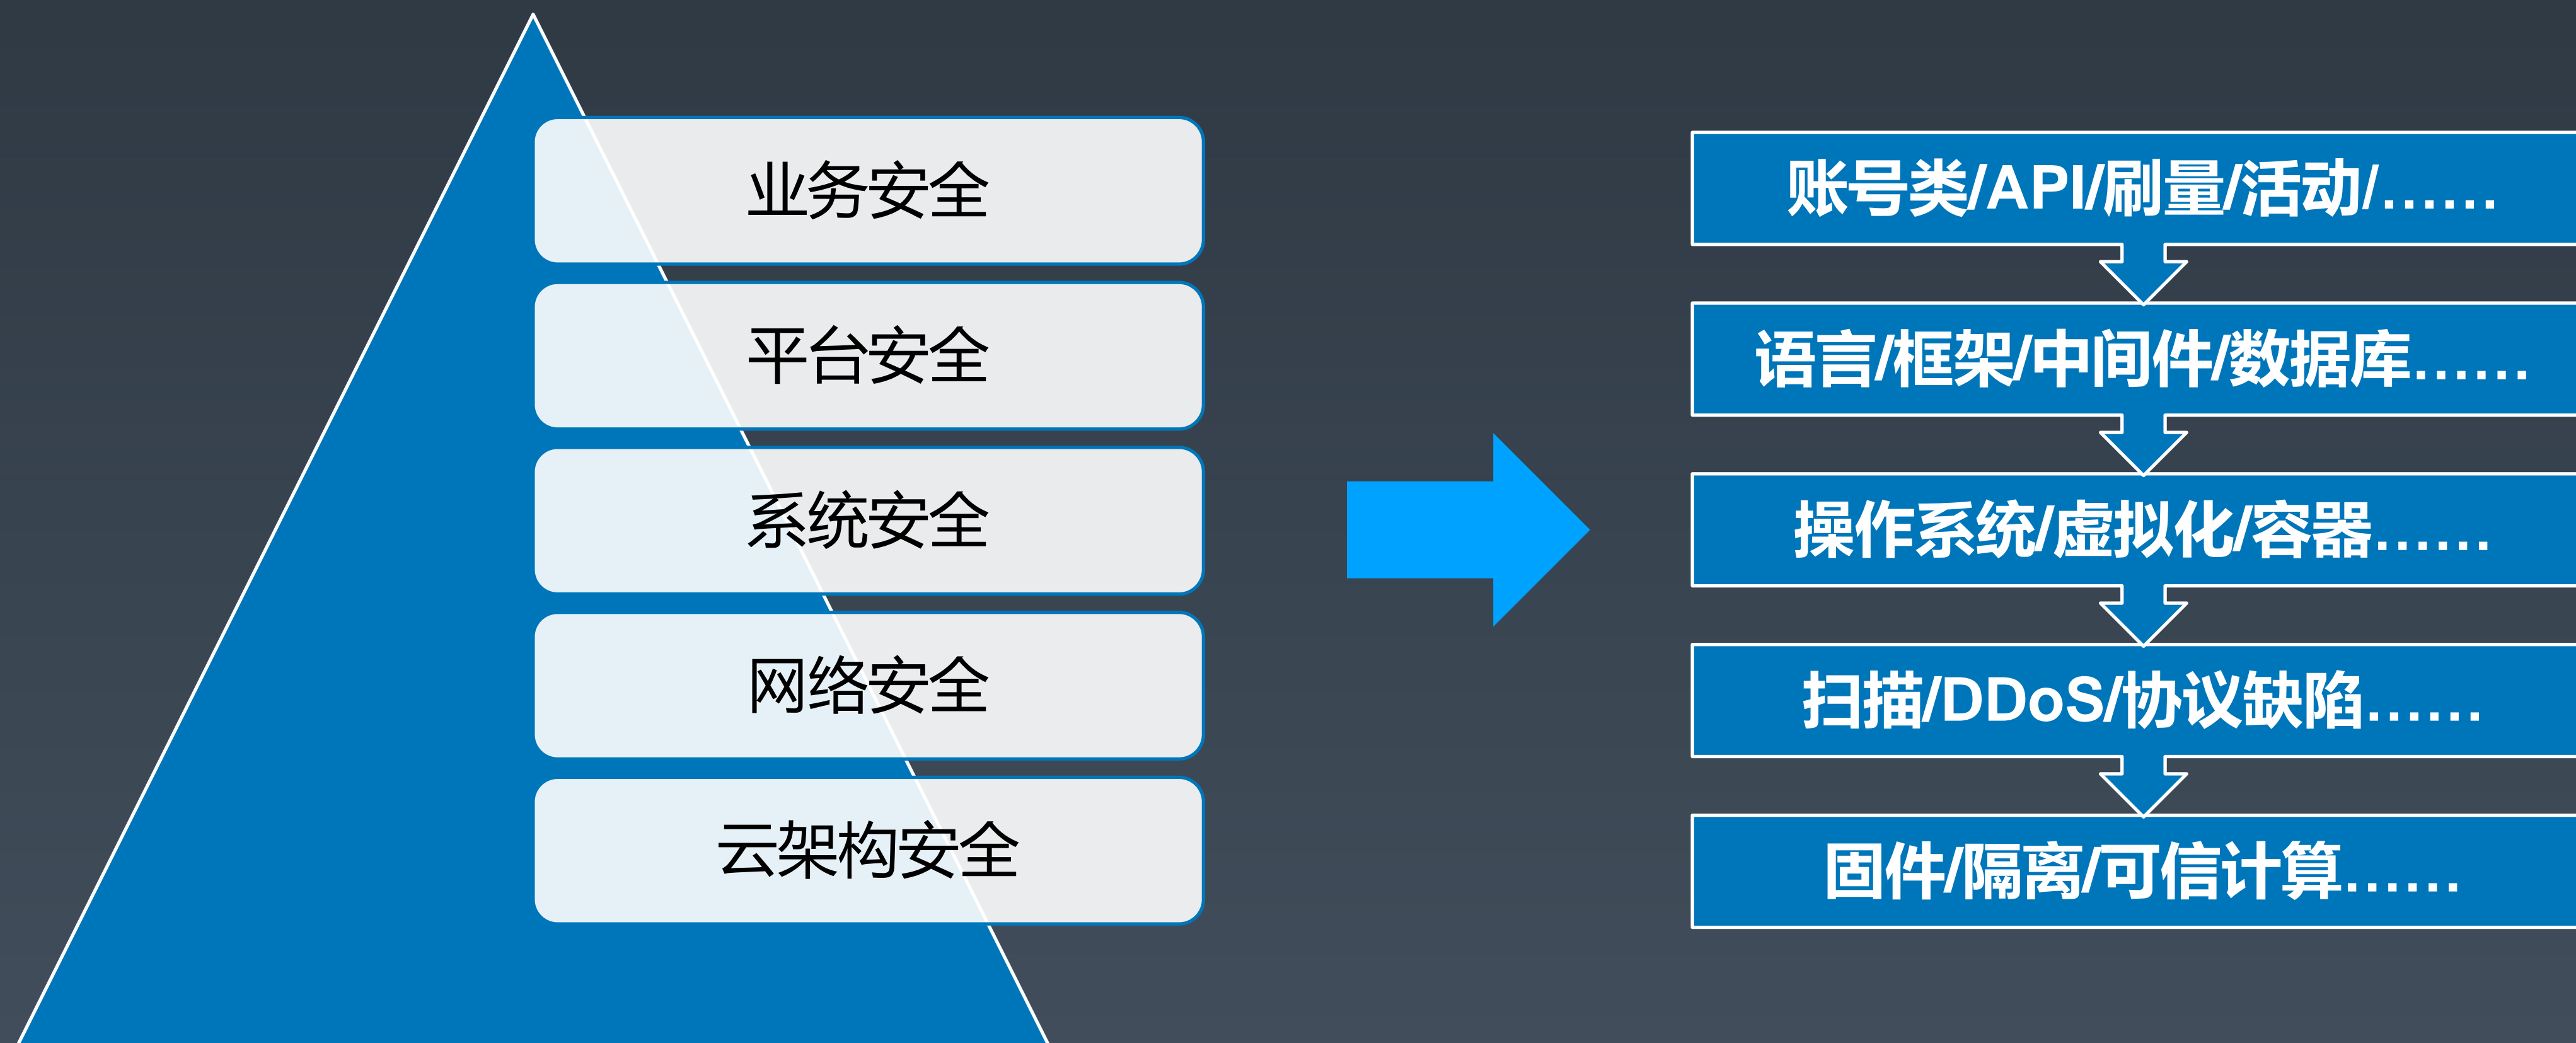 业务安全
平台安全
系统安全
网络安全
云架构安全
账号类/API/刷量/活动/......
语言/框架/中间件/数据库......
操作系统/虚拟化/容器......
扫描/DDoS/协议缺陷......
固件/隔离/可信计算......